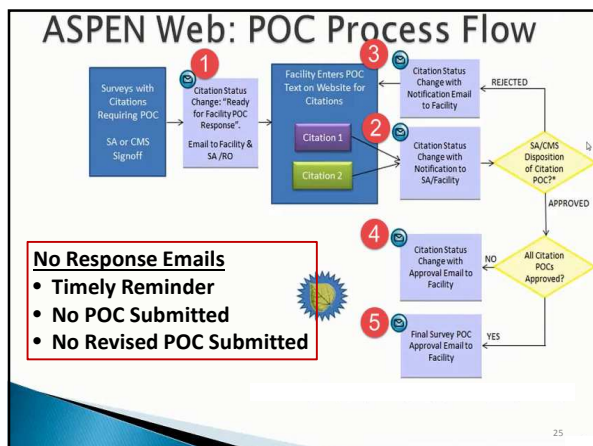 ASPEN Web: POC Process Flow
1
Surveys with
Citations
Requiring POC
SA or CMS
Signoff
Citation Status
Change: "Ready
for Facility POC
Response".
Email to Facility &
SA /RO
Facility Enters POC
Text on Website for
Citations
Citation 1
Citation 2
3
Citation Status
Change with
Notification Email
to Facility
REJECTED
2
Citation Status
Change with
Notification to
SA/Facility
SA/CMS
Disposition
of Citation
POC?*
APPROVED
4
Citation Status
Change with
Approval Email to
Facility
NO
All Citation
POCs
Approved?
5
Final Survey POC
Approval Email to
Facility
YES
No Response Emails
• Timely Reminder
• No POC Submitted
• No Revised POC Submitted
25